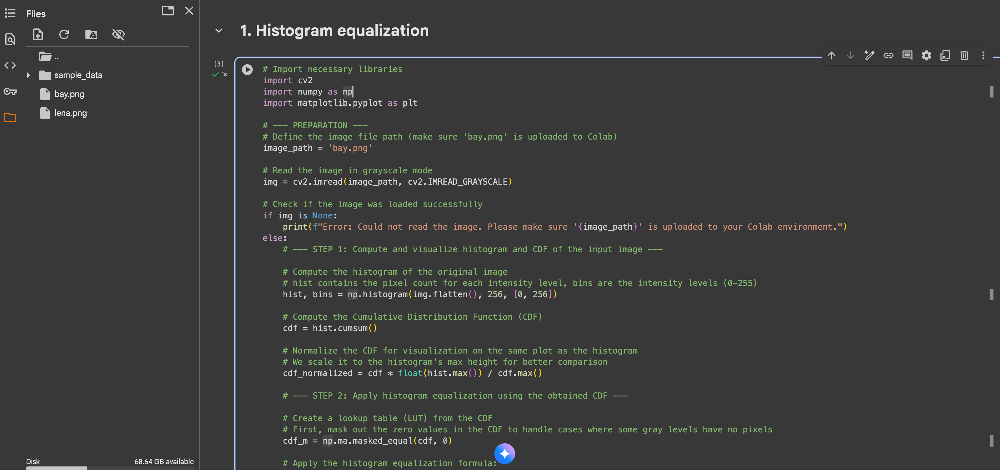 Files
..
sample_data
bay.png
lena.png
Disk
68.64 GB available
1. Histogram equalization
[3]
1s
# Import necessary libraries
import cv2
import numpy as np
import matplotlib.pyplot as plt
# --- PREPARATION ---
# Define the image file path (make sure 'bay.png' is uploaded to Colab)
image_path = 'bay.png'
# Read the image in grayscale mode
img = cv2.imread(image_path, cv2.IMREAD_GRAYSCALE)
# Check if the image was loaded successfully
if img is None:
    print(f"Error: Could not read the image. Please make sure '{image_path}' is uploaded to your Colab environment.")
else:
    # --- STEP 1: Compute and visualize histogram and CDF of the input image ---
    # Compute the histogram of the original image
    # hist contains the pixel count for each intensity level, bins are the intensity levels (0-255)
    hist, bins = np.histogram(img.flatten(), 256, [0, 256])
    # Compute the Cumulative Distribution Function (CDF)
    cdf = hist.cumsum()
    # Normalize the CDF for visualization on the same plot as the histogram
    # We scale it to the histogram's max height for better comparison
    cdf_normalized = cdf * float(hist.max()) / cdf.max()
    # --- STEP 2: Apply histogram equalization using the obtained CDF ---
    # Create a lookup table (LUT) from the CDF
    # First, mask out the zero values in the CDF to handle cases where some gray levels have no pixels
    cdf_m = np.ma.masked_equal(cdf, 0)
    # Apply the histogram equalization formula: